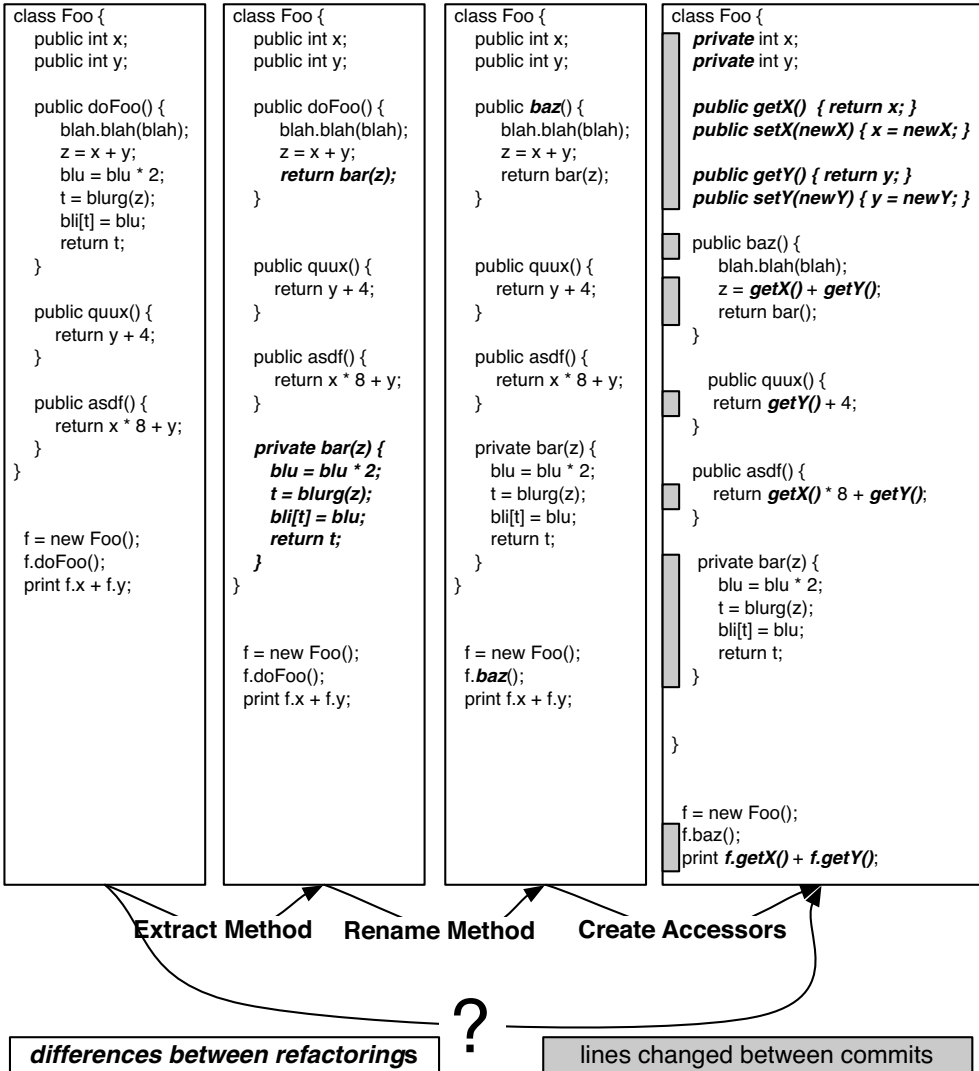 class Foo {
public int x;
public int y;
public doFoo() {
blah.blah(blah);
z = x + y;
blu = blu * 2;
t = blurg(z);
bli[t] = blu;
return t;
}
public quux() {
return y + 4;
}
public asdf() {
return x * 8 + y;
}
}
f = new Foo();
f.doFoo();
print f.x + f.y;
class Foo {
public int x;
public int y;
public doFoo() {
blah.blah(blah);
z = x + y;
return bar(z);
}
public quux() {
return y + 4;
}
public asdf() {
return x * 8 + y;
}
private bar(z) {
blu = blu * 2;
t = blurg(z);
bli[t] = blu;
return t;
}
}
f = new Foo();
f.doFoo();
print f.x + f.y;
class Foo {
public int x;
public int y;
public baz() {
blah.blah(blah);
z = x + y;
return bar(z);
}
public quux() {
return y + 4;
}
public asdf() {
return x * 8 + y;
}
private bar(z) {
blu = blu * 2;
t = blurg(z);
bli[t] = blu;
return t;
}
}
f = new Foo();
f.baz();
print f.x + f.y;
class Foo {
private int x;
private int y;
public getX() { return x; }
public setX(newX) { x = newX; }
public getY() { return y; }
public setY(newY) { y = newY; }
public baz() {
blah.blah(blah);
z = getX() + getY();
return bar();
}
public quux() {
return getY() + 4;
}
public asdf() {
return getX() * 8 + getY();
}
private bar(z) {
blu = blu * 2;
t = blurg(z);
bli[t] = blu;
return t;
}
}
f = new Foo();
f.baz();
print f.getX() + f.getY();
Extract Method
Rename Method
Create Accessors
?
differences between refactorings
lines changed between commits